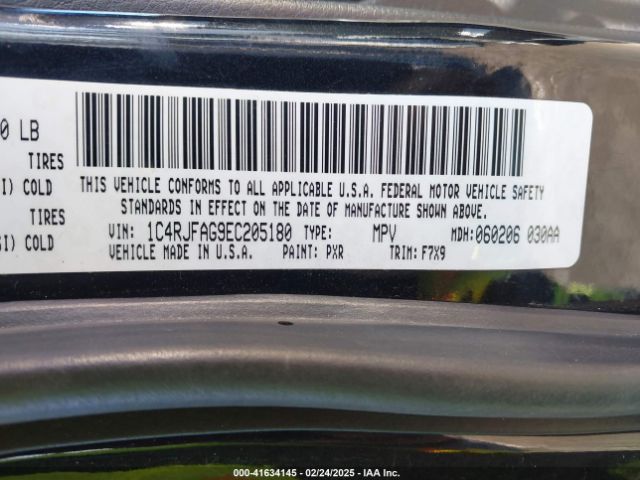 0 LB
TIRES
I) COLD
TIRES
SI) COLD
THIS VEHICLE CONFORMS TO ALL APPLICABLE U.S.A. FEDERAL MOTOR VEHICLE SAFETY
STANDARDS IN EFFECT ON THE DATE OF MANUFACTURE SHOWN ABOVE.
VIN: 1C4RJFAG9EC205180 TYPE: MPV MDH: 060206 030AA
VEHICLE MADE IN U.S.A. PAINT: PXR TRIM: F7X9
000-41634145 - 02/24/2025 - IAA Inc.